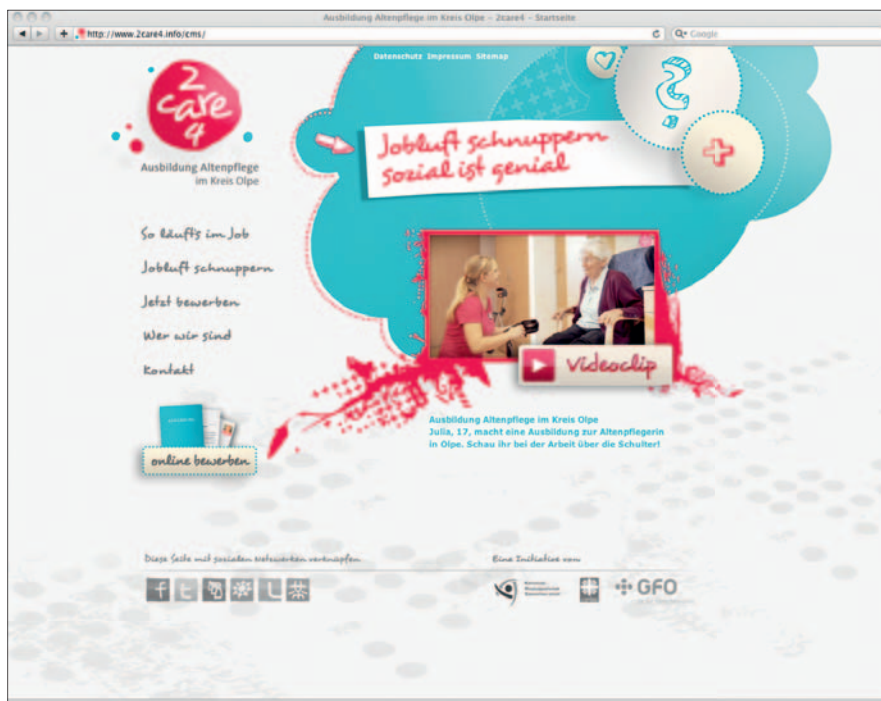 Ausbildung Altenpflege im Kreis Olpe – 2care4 – Startseite
http://www.2care4.info/cms/
Google
Datenschutz Impressum Sitemap
2
care
4
Ausbildung Altenpflege
im Kreis Olpe
Jobluft schnuppern
sozial ist genial
So läuft's im Job
Jobluft schnuppern
Jetzt bewerben
Wer wir sind
Kontakt
online bewerben
Videoclip
Ausbildung Altenpflege im Kreis Olpe
Julia, 17, macht eine Ausbildung zur Altenpflegerin
in Olpe. Schau ihr bei der Arbeit über die Schulter!
Diese Seite mit sozialen Netzwerken verknüpfen
Eine Initiative von
GFO